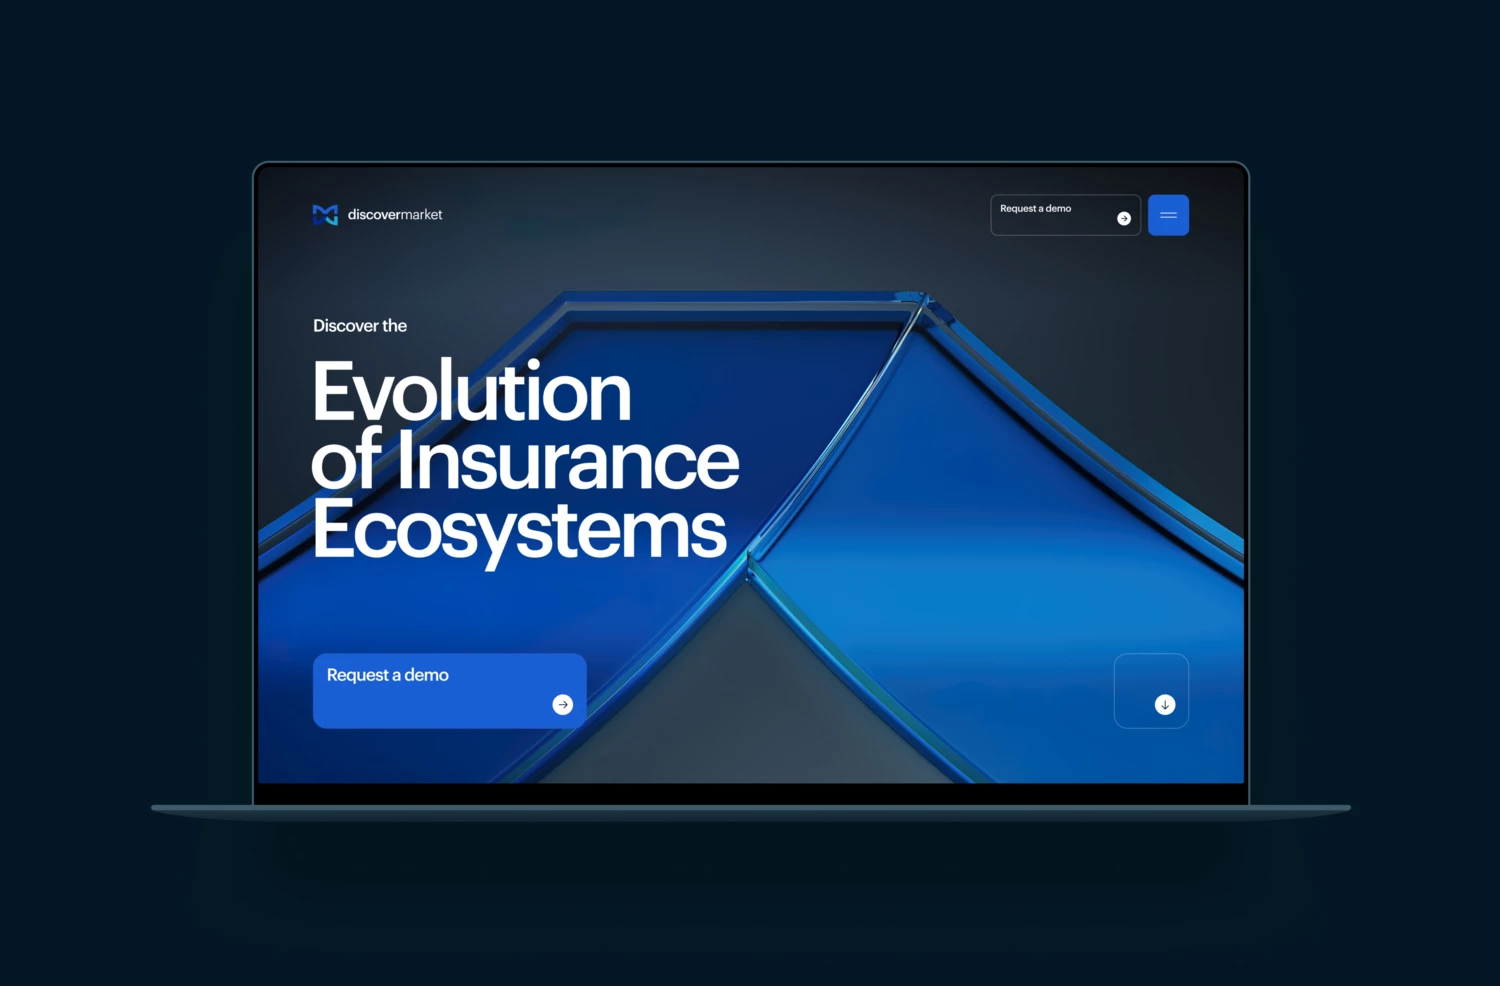 discovermarket
Request a demo
Discover the
Evolution
of Insurance
Ecosystems
Request a demo